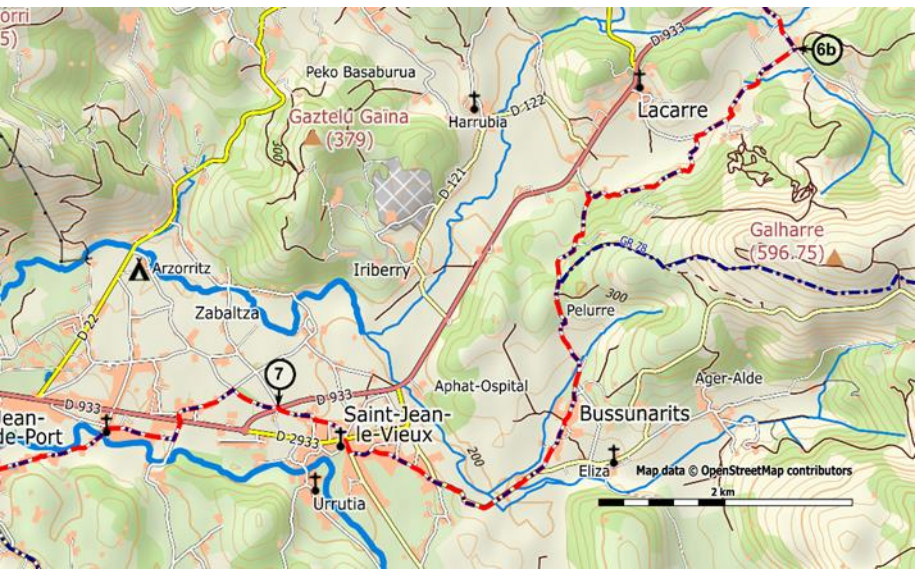 orri
5)
D 933
6b
Peko Basaburua
D 122
Harrubia
Lacarre
Gaztelu Gaina
(379)
300
D 121
Galharre
(596.75)
GR 78
Arzorritz
Iriberry
300
Zabaltza
Pelurre
D 22
7
D 933
D 933
Aphat-Ospital
Ager-Alde
Jean-
de-Port
D 2933
Saint-Jean-
le-Vieux
Bussunarits
200
Eliza
Map data © OpenStreetMap contributors
2 km
Urrutia